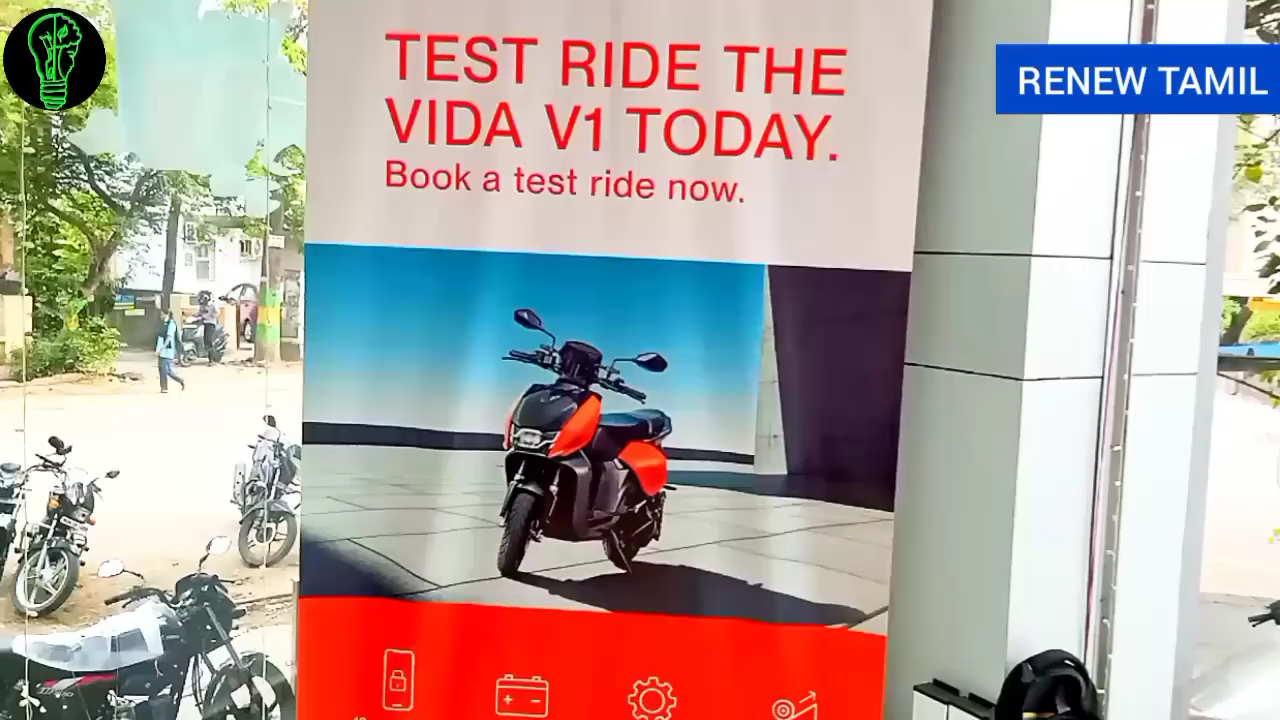 TEST RIDE THE
VIDA V1 TODAY.
Book a test ride now.
RENEW TAMIL